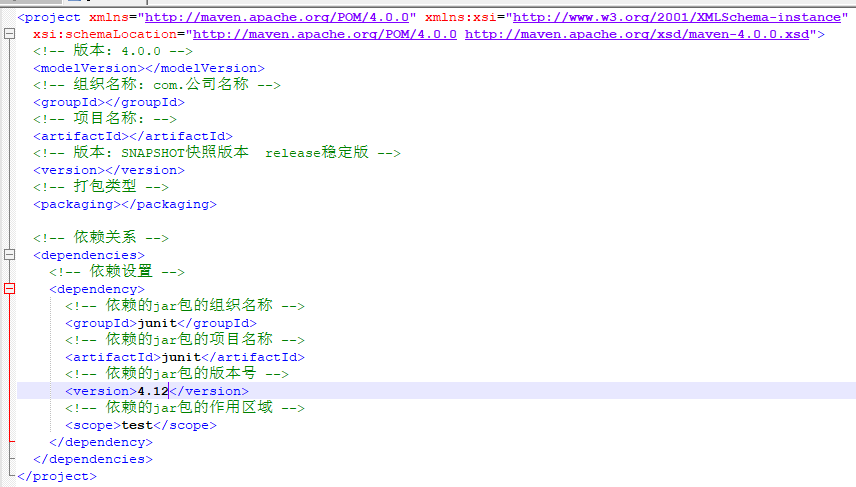 <project xmlns="http://maven.apache.org/POM/4.0.0" xmlns:xsi="http://www.w3.org/2001/XMLSchema-instance"
xsi:schemaLocation="http://maven.apache.org/POM/4.0.0 http://maven.apache.org/xsd/maven-4.0.0.xsd">
<!-- 版本：4.0.0 -->
<modelVersion></modelVersion>
<!-- 组织名称：com.公司名称 -->
<groupId></groupId>
<!-- 项目名称：-->
<artifactId></artifactId>
<!-- 版本：SNAPSHOT快照版本  release稳定版 -->
<version></version>
<!-- 打包类型 -->
<packaging></packaging>
<!-- 依赖关系 -->
<dependencies>
<!-- 依赖设置 -->
<dependency>
<!-- 依赖的jar包的组织名称 -->
<groupId>junit</groupId>
<!-- 依赖的jar包的项目名称 -->
<artifactId>junit</artifactId>
<!-- 依赖的jar包的版本号 -->
<version>4.12</version>
<!-- 依赖的jar包的作用区域 -->
<scope>test</scope>
</dependency>
</dependencies>
</project>